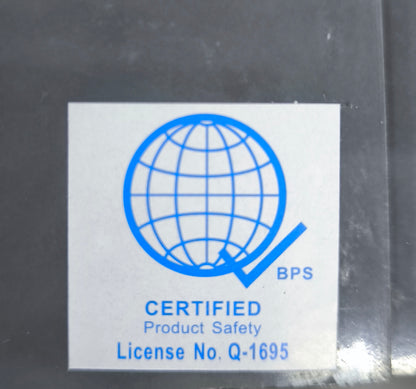 BPS
CERTIFIED
Product Safety
License No. Q-1695